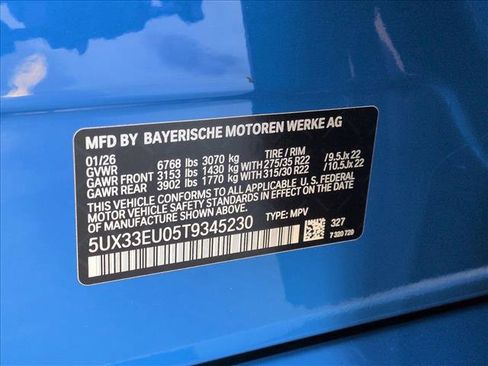 MFD BY BAYERISCHE MOTOREN WERKE AG
01/26 TIRE / RIM
GVWR 6768 lbs 3070 kg
GAWR FRONT 3153 lbs 1430 kg WITH 275/35 R22 /9.5Jx 22
GAWR REAR 3902 lbs 1770 kg WITH 315/30 R22 /10.5Jx 22
THIS VEHICLE CONFORMS TO ALL APPLICABLE U.S. FEDERAL
MOTOR VEHICLE SAFETY STANDARDS IN EFFECT ON THE DATE
OF MANUFACTURE SHOWN ABOVE.
5UX33EU05T9345230 TYPE: MPV
327
7 320 729